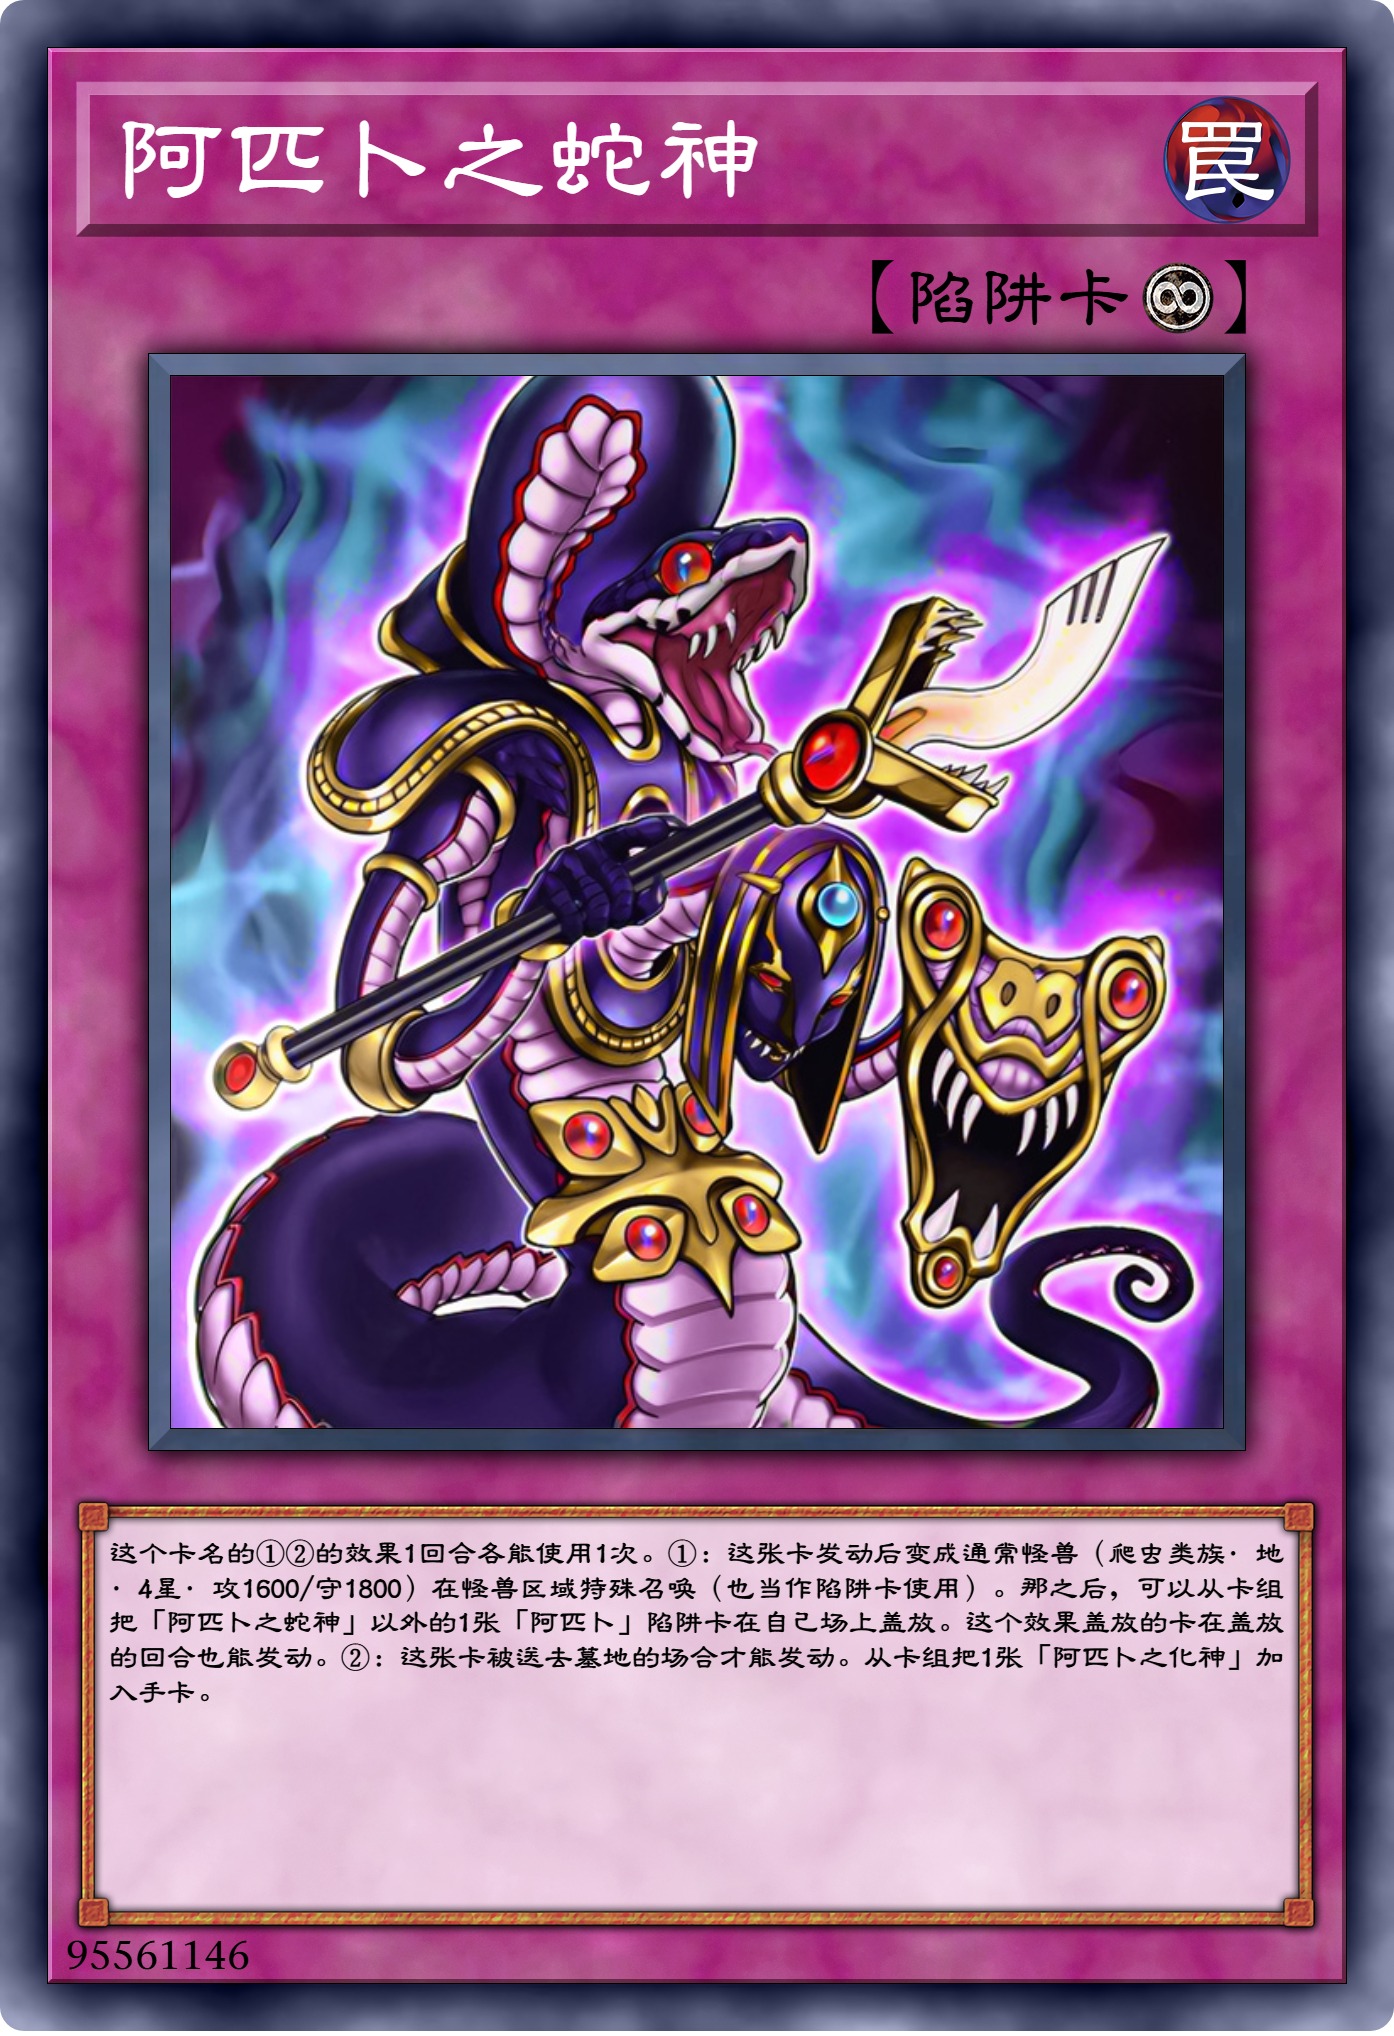 阿匹卜之蛇神
罠
【陷阱卡】
这个卡名的①②的效果1回合各能使用1次。①：这张卡发动后变成通常怪兽（爬虫类族·地
·4星·攻1600/守1800）在怪兽区域特殊召唤（也当作陷阱卡使用）。那之后，可以从卡组
把「阿匹卜之蛇神」以外的1张「阿匹卜」陷阱卡在自己场上盖放。这个效果盖放的卡在盖放
的回合也能发动。②：这张卡被送去墓地的场合才能发动。从卡组把1张「阿匹卜之化神」加
入手卡。
95561146